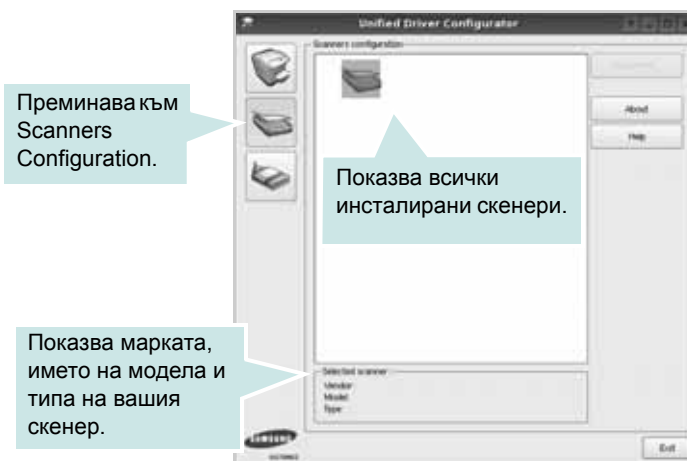 Unified Driver Configurator
Scanners configuration
Преминава към
Scanners
Configuration.
About
Help
Показва всички
инсталирани скенери.
Показва марката,
името на модела и
типа на вашия
скенер.
Selected scanner
Vendor
Model
Type
SAMSUNG
Exit